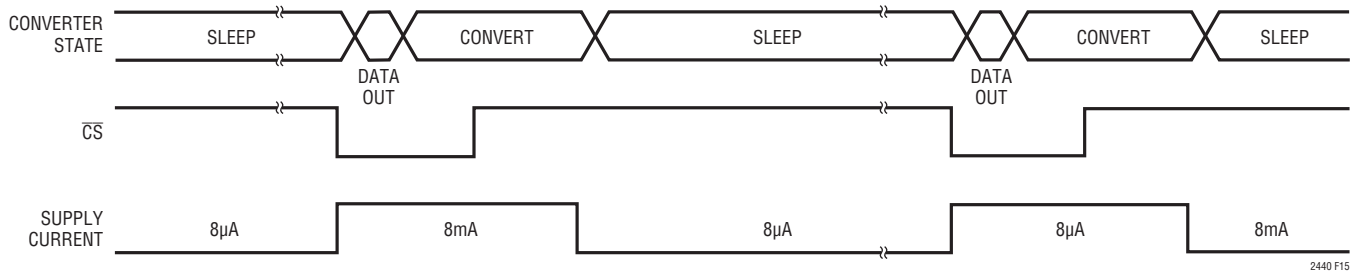 CONVERTER
STATE
SLEEP
CONVERT
SLEEP
CONVERT
SLEEP
DATA
OUT
DATA
OUT
CS
SUPPLY
CURRENT
8µA
8mA
8µA
8µA
8mA
2440 F15